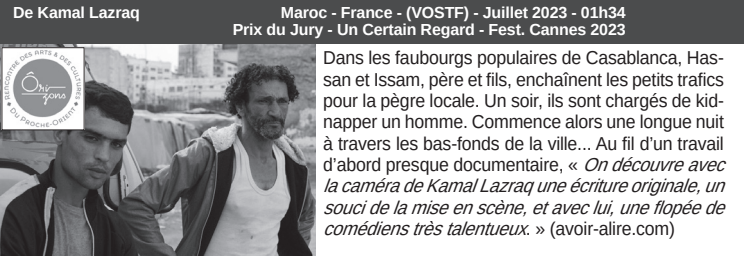 De Kamal Lazraq
Maroc - France - (VOSTF) - Juillet 2023 - 01h34
Prix du Jury - Un Certain Regard - Fest. Cannes 2023
RENCONTRE DES ARTS & DES CULTURES
Ôri
zons
DU PROCHE-ORIENT
Dans les faubourgs populaires de Casablanca, Has-
san et Issam, père et fils, enchaînent les petits trafics
pour la pègre locale. Un soir, ils sont chargés de kid-
napper un homme. Commence alors une longue nuit
à travers les bas-fonds de la ville... Au fil d'un travail
d'abord presque documentaire, « On découvre avec
la caméra de Kamal Lazraq une écriture originale, un
souci de la mise en scène, et avec lui, une flopée de
comédiens très talentueux. » (avoir-alire.com)